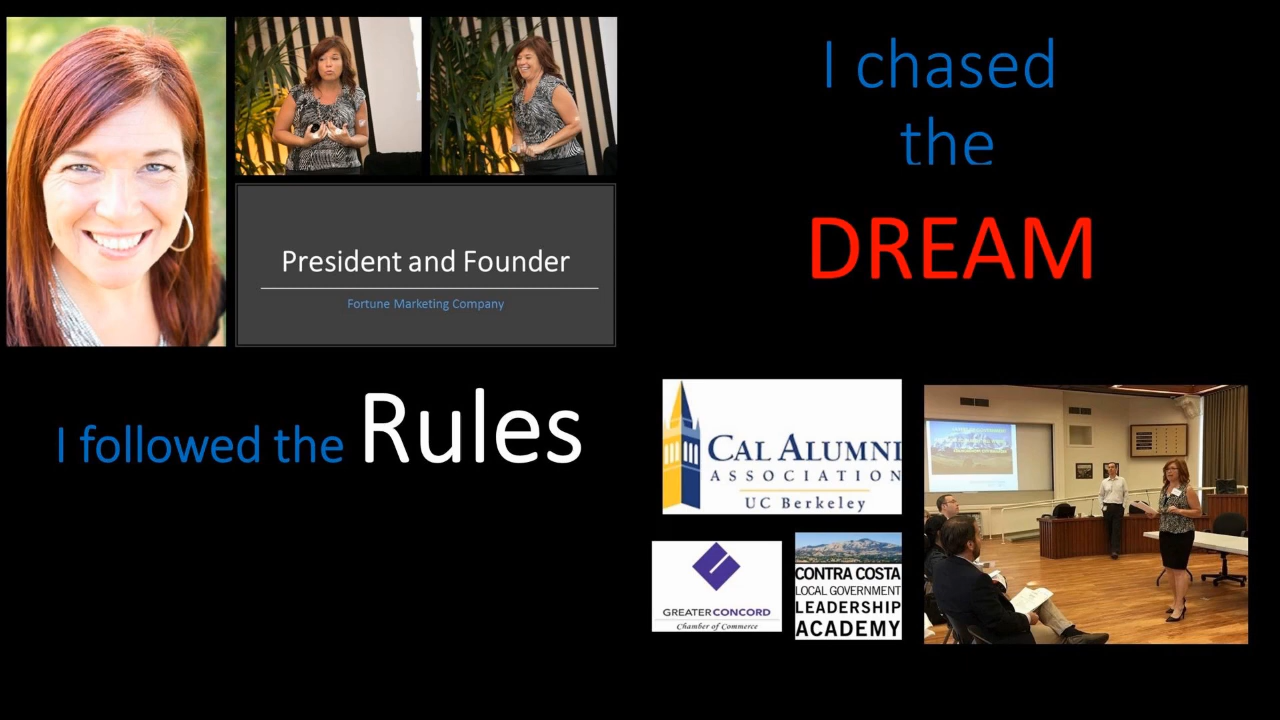 President and Founder
Fortune Marketing Company
I chased
the
DREAM
I followed the Rules
CAL ALUMNI
ASSOCIATION
UC Berkeley
GREATER CONCORD
Chamber of Commerce
CONTRA COSTA
LOCAL GOVERNMENT
LEADERSHIP
ACADEMY